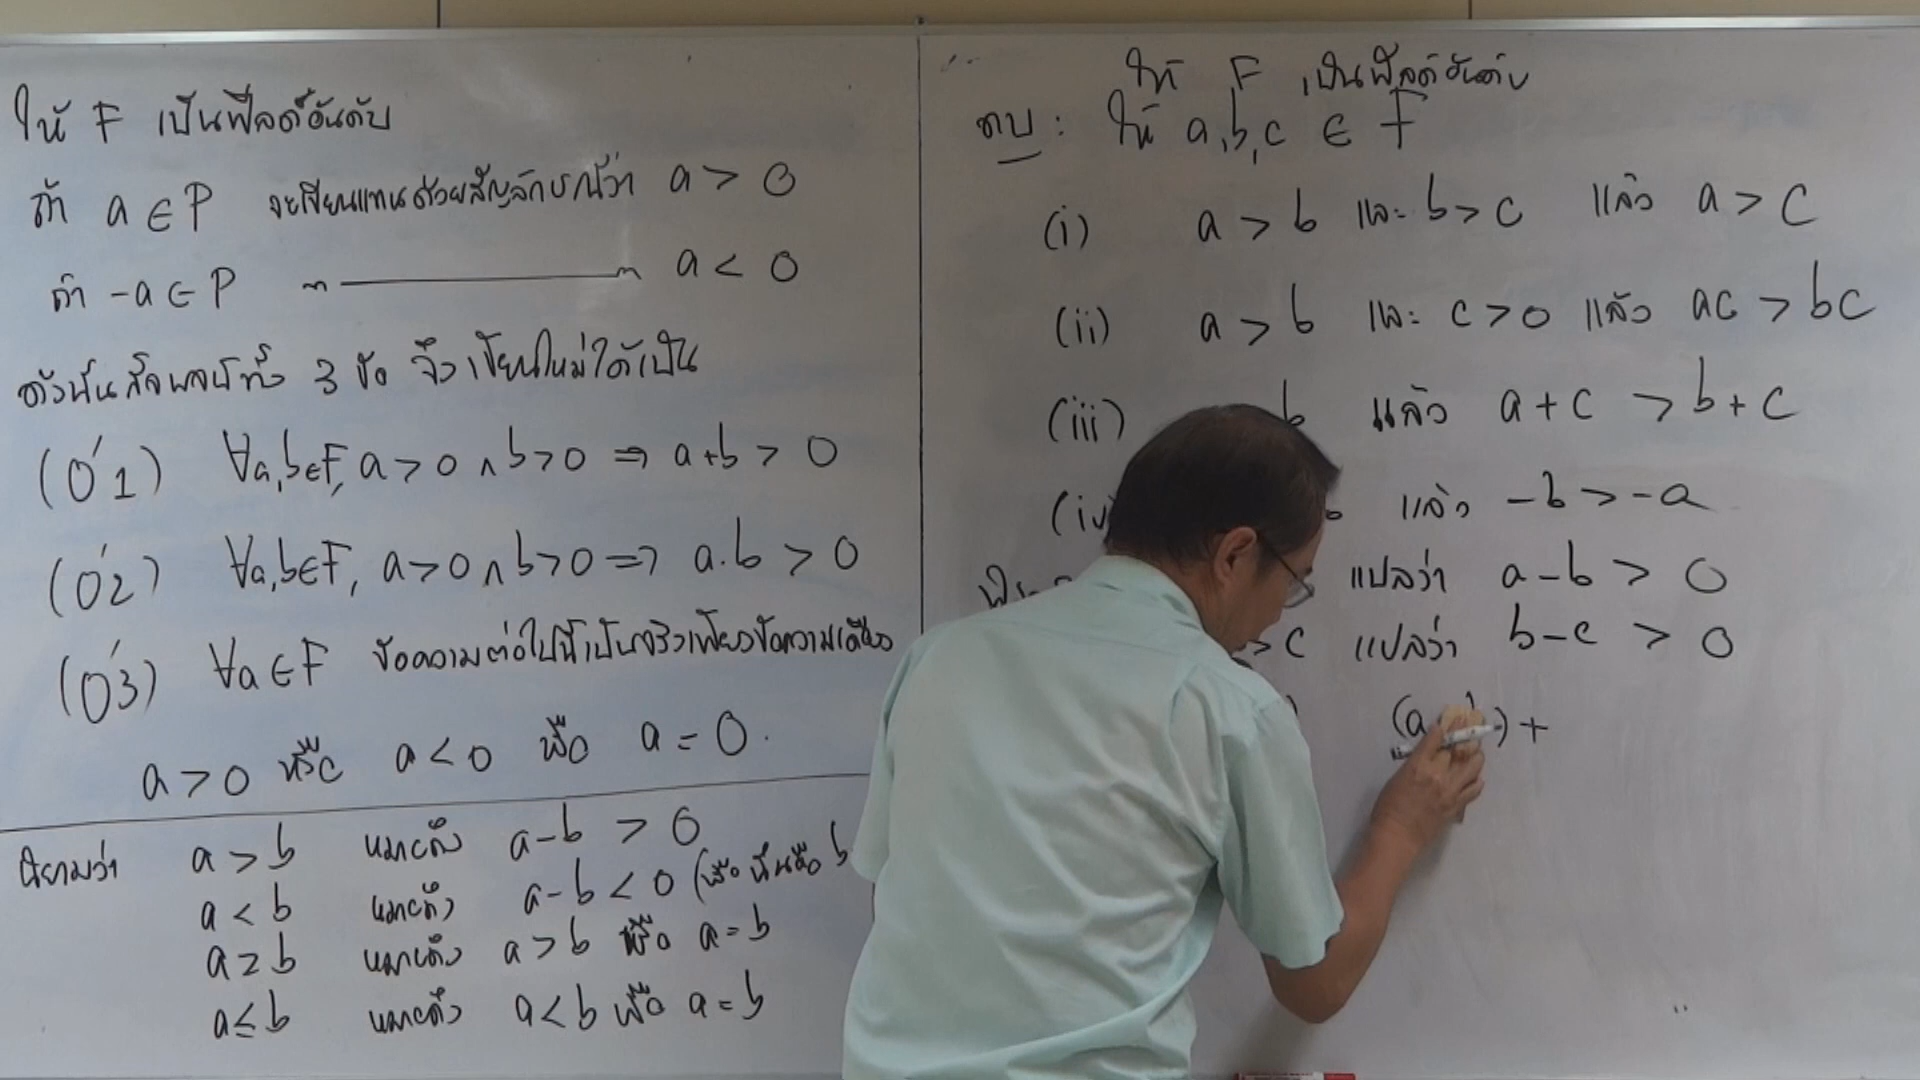 ให้ F เป็นฟีลด์อันดับ
ถ้า a ∈ P จะเขียนแทนด้วยสัญลักษณ์ว่า a > 0
ถ้า -a ∈ P a < 0
ดังนั้นสัจพจน์ทั้ง 3 ข้อ จึงเขียนใหม่ได้เป็น
(O'1) ∀a,b∈F, a > 0 ∧ b > 0 ⇒ a+b > 0
(O'2) ∀a,b∈F, a > 0 ∧ b > 0 ⇒ a.b > 0
(O'3) ∀a ∈ F ข้อความต่อไปนี้เป็นจริงเพียงข้อความเดียว
a > 0 หรือ a < 0 หรือ a = 0.
นิยามว่า a > b หมายถึง a-b > 0
a < b หมายถึง a-b < 0 (หรือ นั่นคือ b
a ≥ b หมายถึง a > b หรือ a = b
a ≤ b หมายถึง a < b หรือ a = b
ให้ F เป็นฟีลด์อันดับ
ทบ : ให้ a,b,c ∈ F
(i) a > b และ b > c แล้ว a > c
(ii) a > b และ c > 0 แล้ว ac > bc
(iii) b แล้ว a+c > b+c
(iv) แล้ว -b > -a
แปลว่า a-b > 0
> c แปลว่า b-c > 0
(a ) +